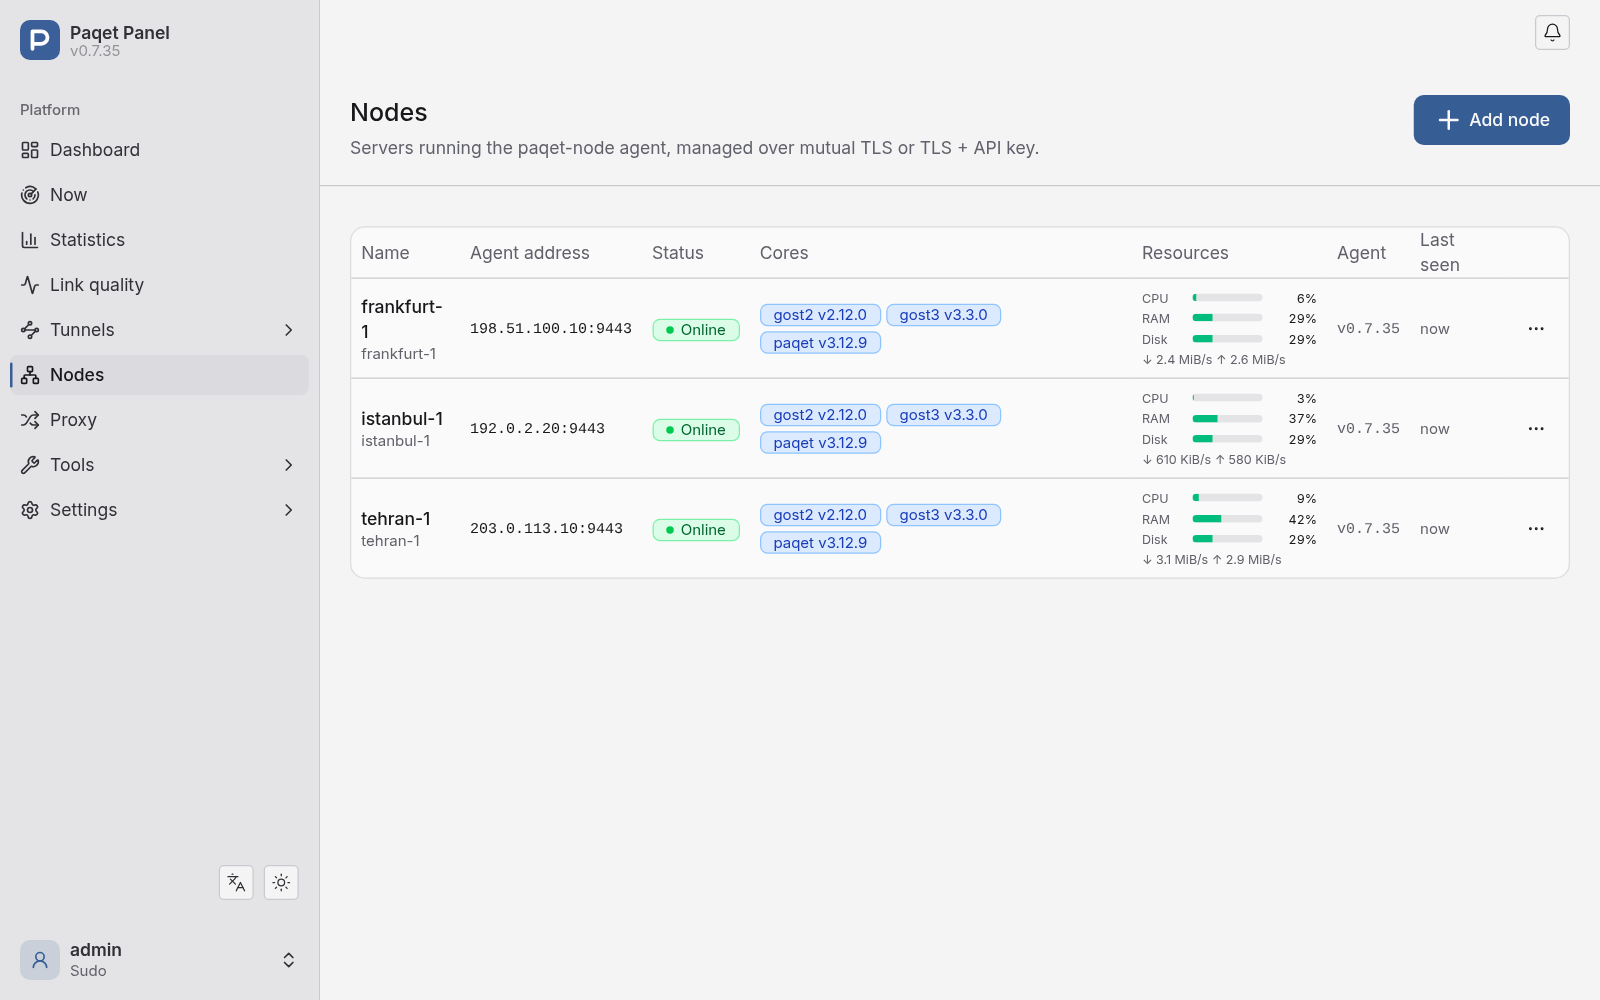 Paqet Panel
v0.7.35
Platform
Dashboard
Now
Statistics
Link quality
Tunnels
Nodes
Proxy
Tools
Settings
admin
Sudo
Nodes
Servers running the paqet-node agent, managed over mutual TLS or TLS + API key.
Add node
Name Agent address Status Cores Resources Agent Last seen
frankfurt-1
frankfurt-1
198.51.100.10:9443
Online
gost2 v2.12.0 gost3 v3.3.0
paqet v3.12.9
CPU 6%
RAM 29%
Disk 29%
↓ 2.4 MiB/s ↑ 2.6 MiB/s
v0.7.35
now
istanbul-1
istanbul-1
192.0.2.20:9443
Online
gost2 v2.12.0 gost3 v3.3.0
paqet v3.12.9
CPU 3%
RAM 37%
Disk 29%
↓ 610 KiB/s ↑ 580 KiB/s
v0.7.35
now
tehran-1
tehran-1
203.0.113.10:9443
Online
gost2 v2.12.0 gost3 v3.3.0
paqet v3.12.9
CPU 9%
RAM 42%
Disk 29%
↓ 3.1 MiB/s ↑ 2.9 MiB/s
v0.7.35
now